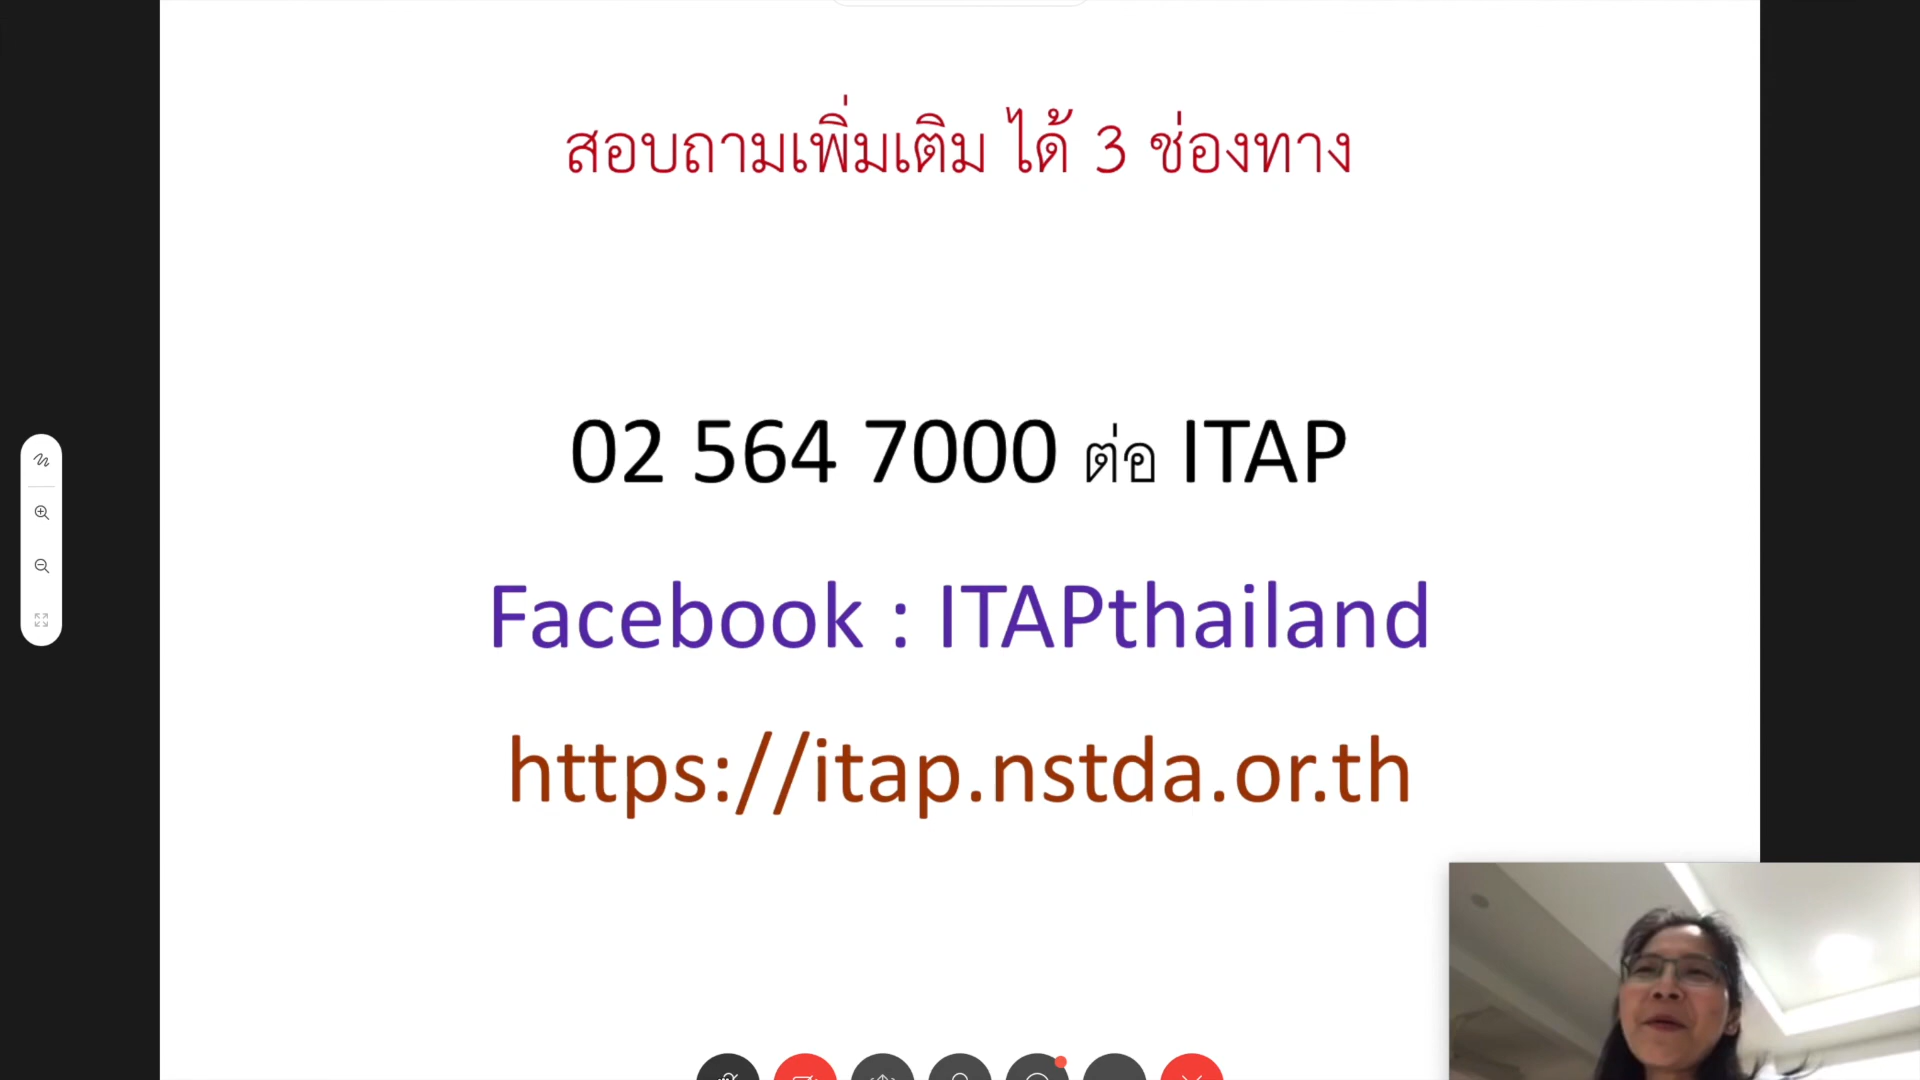 สอบถามเพิ่มเติม ได้ 3 ช่องทาง
02 564 7000 ต่อ ITAP
Facebook : ITAPthailand
https://itap.nstda.or.th